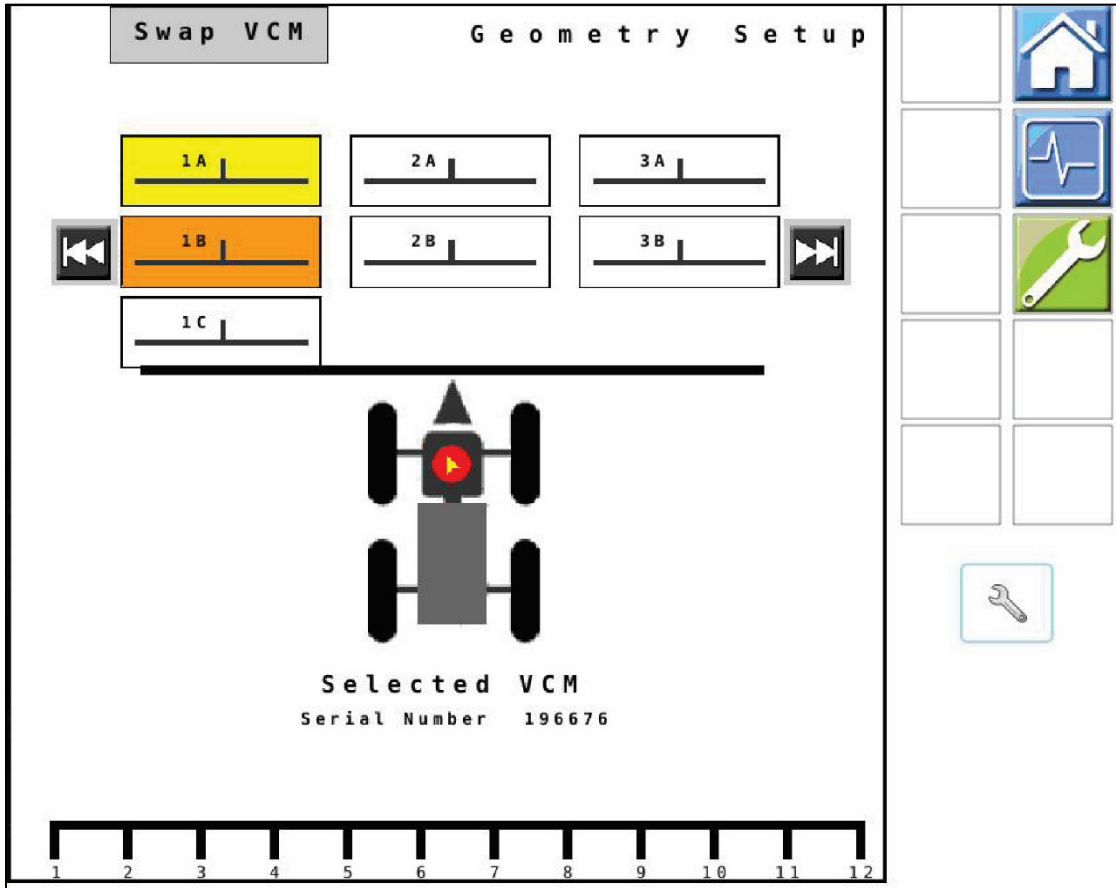 Swap VCM Geometry Setup
1A 2A 3A
1B 2B 3B
1C
Selected VCM
Serial Number 196676
1 2 3 4 5 6 7 8 9 10 11 12